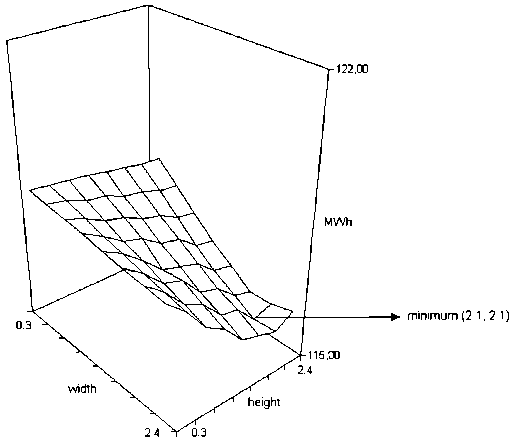 122,00
MWh
minimum (2.1, 2.1)
115,00
0.3
2.4
width
height
2.4
0.3